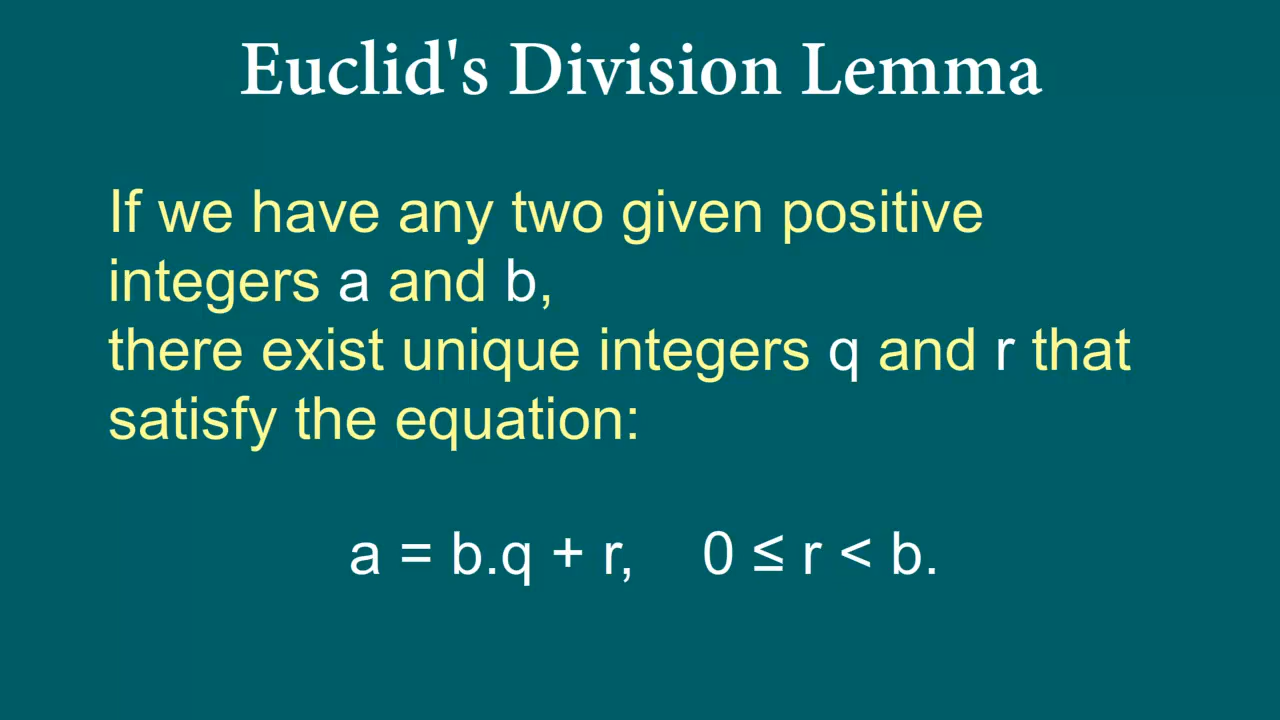 Euclid's Division Lemma
If we have any two given positive
integers a and b,
there exist unique integers q and r that
satisfy the equation:
a = b.q + r, 0 ≤ r < b.